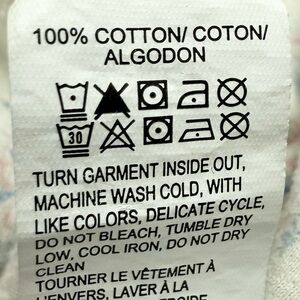 100% COTTON/ COTON/
ALGODON
30
TURN GARMENT INSIDE OUT,
MACHINE WASH COLD, WITH
LIKE COLORS, DELICATE CYCLE,
DO NOT BLEACH, TUMBLE DRY
LOW, COOL IRON, DO NOT DRY
CLEAN
TOURNER LE VÊTEMENT À
L'ENVERS, LAVER À LA